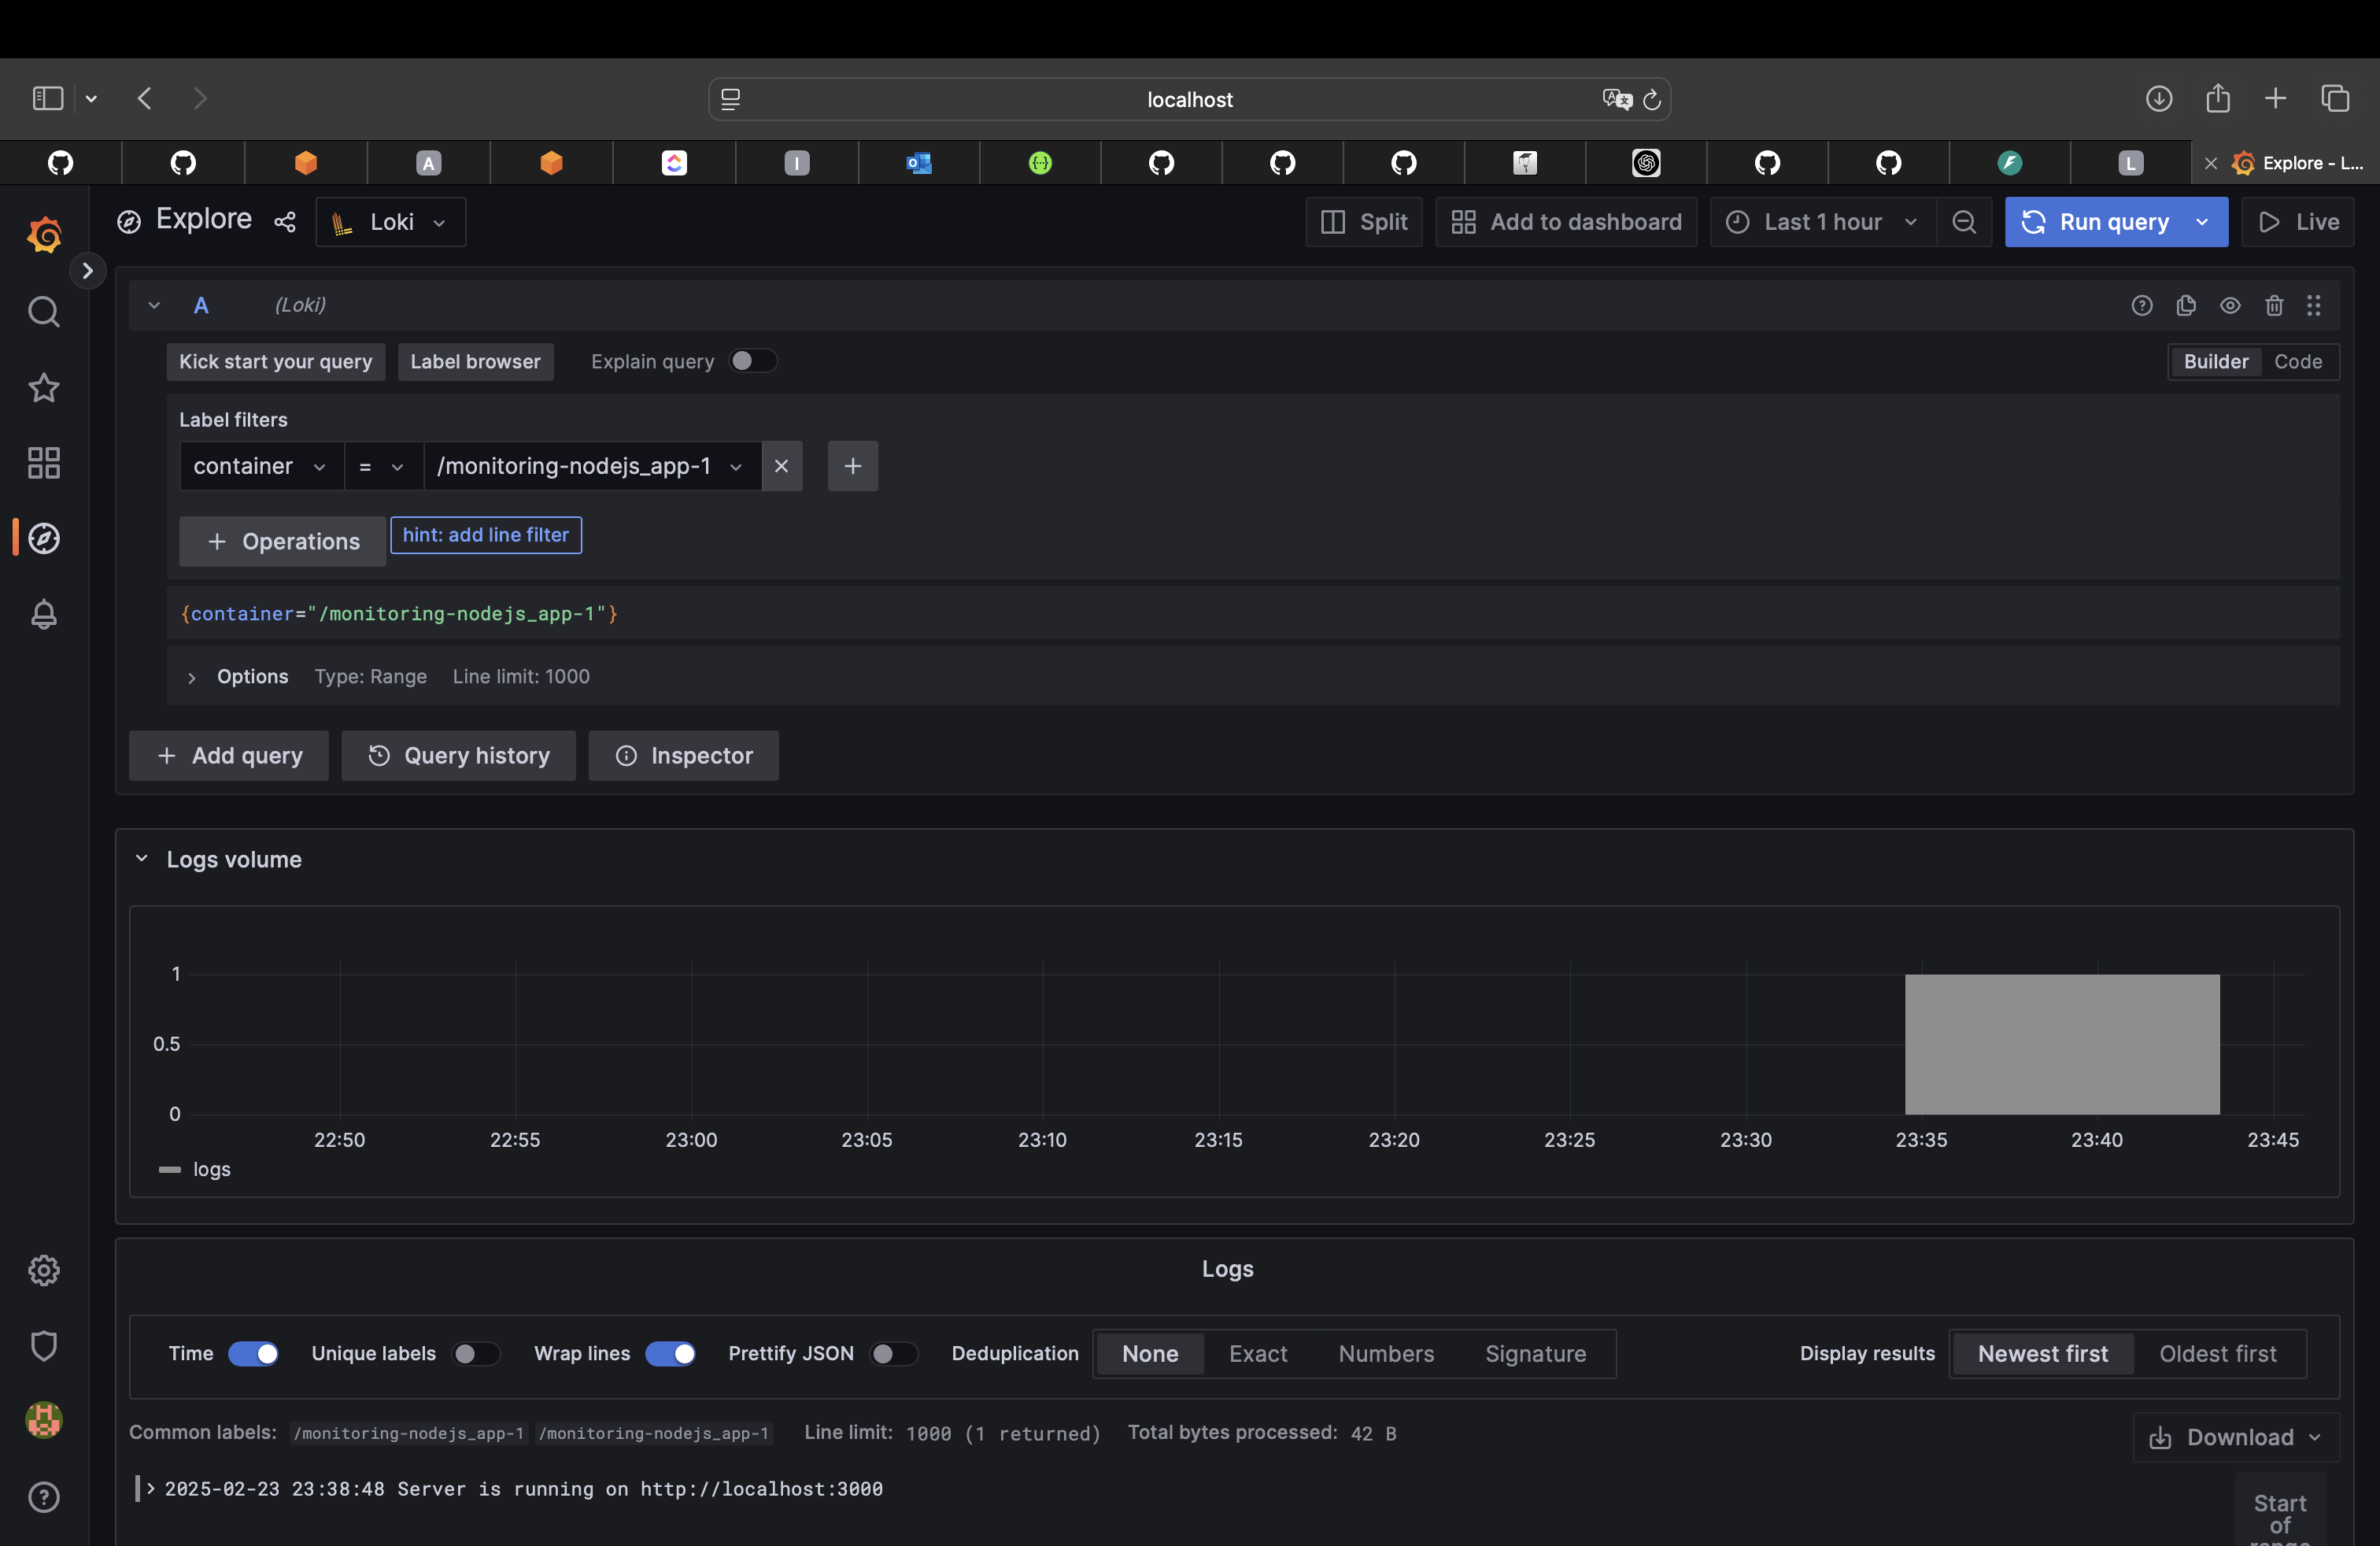 localhost
A
I
L
Explore - L...
Explore
Loki
Split
Add to dashboard
Last 1 hour
Run query
Live
A
(Loki)
Kick start your query
Label browser
Explain query
Builder
Code
Label filters
container
=
/monitoring-nodejs_app-1
Operations
hint: add line filter
{container="/monitoring-nodejs_app-1"}
Options
Type: Range
Line limit: 1000
Add query
Query history
Inspector
Logs volume
1
0.5
0
22:50
22:55
23:00
23:05
23:10
23:15
23:20
23:25
23:30
23:35
23:40
23:45
logs
Logs
Time
Unique labels
Wrap lines
Prettify JSON
Deduplication
None
Exact
Numbers
Signature
Display results
Newest first
Oldest first
Common labels: /monitoring-nodejs_app-1 /monitoring-nodejs_app-1
Line limit: 1000 (1 returned)
Total bytes processed: 42 B
Download
2025-02-23 23:38:48 Server is running on http://localhost:3000
Start
of
range